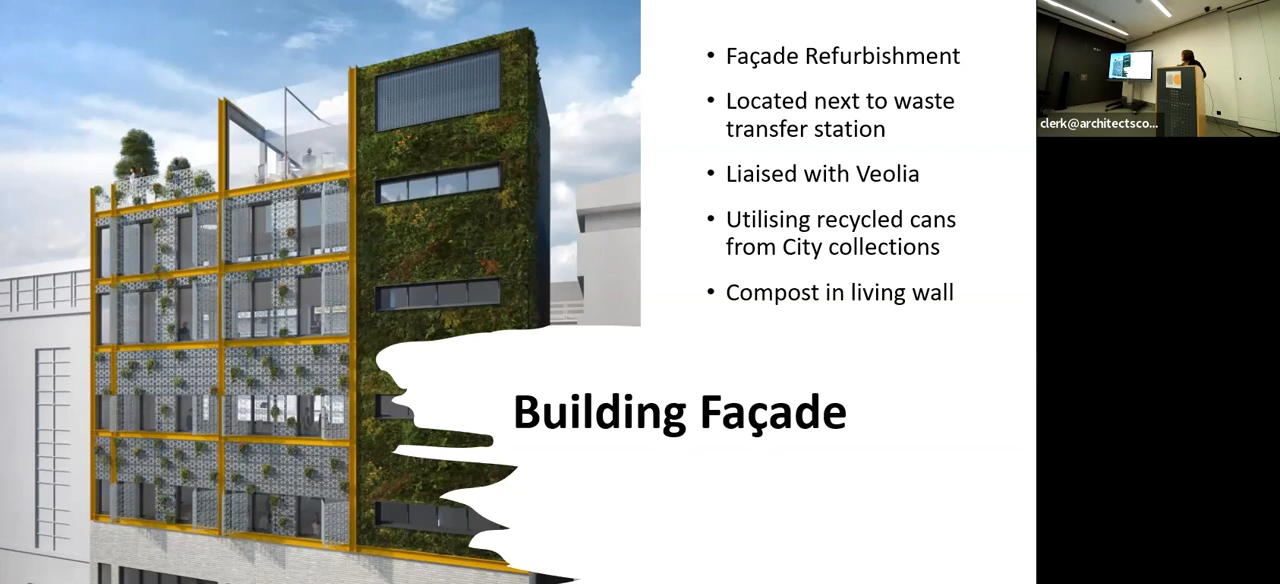 • Façade Refurbishment
• Located next to waste
transfer station
• Liaised with Veolia
• Utilising recycled cans
from City collections
• Compost in living wall
Building Façade
clerk@architectsco...